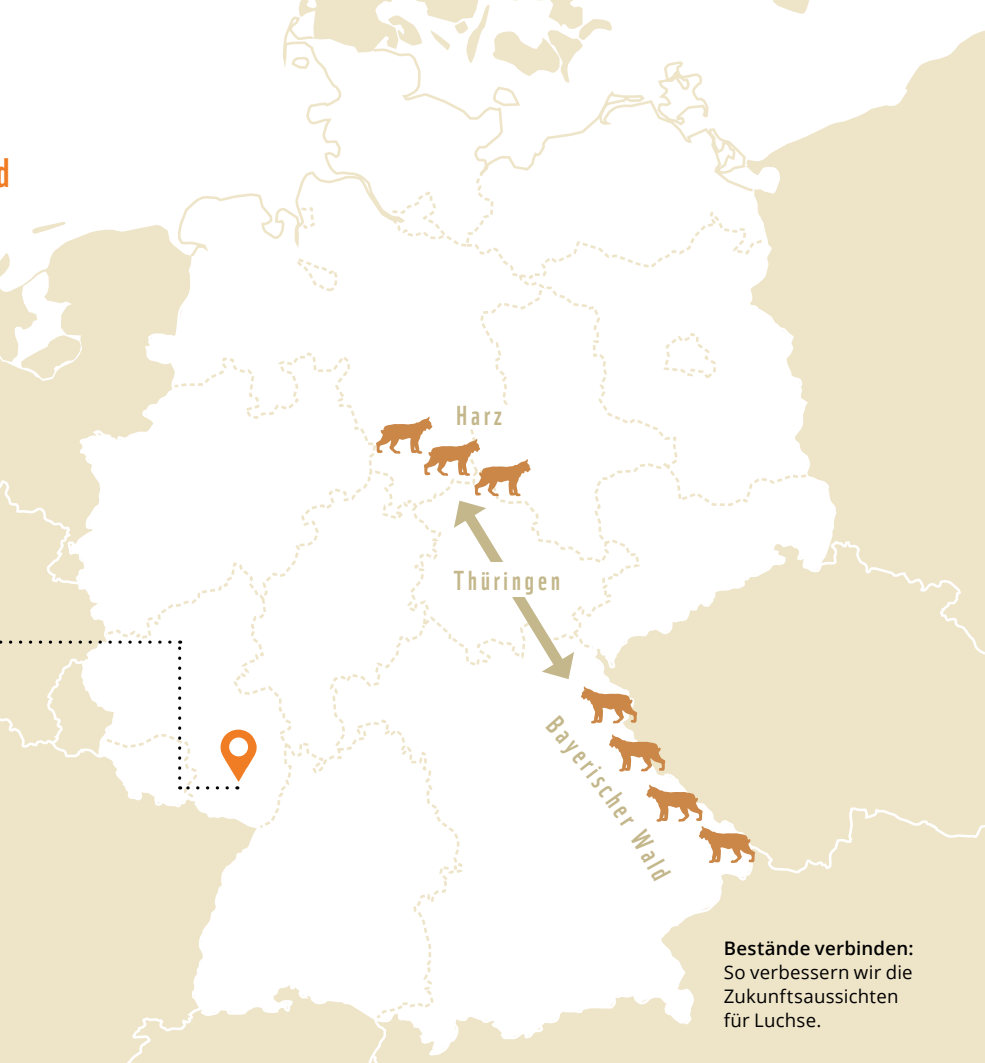 d
Harz
Thüringen
Bayerischer Wald
Bestände verbinden:
So verbessern wir die
Zukunftsaussichten
für Luchse.